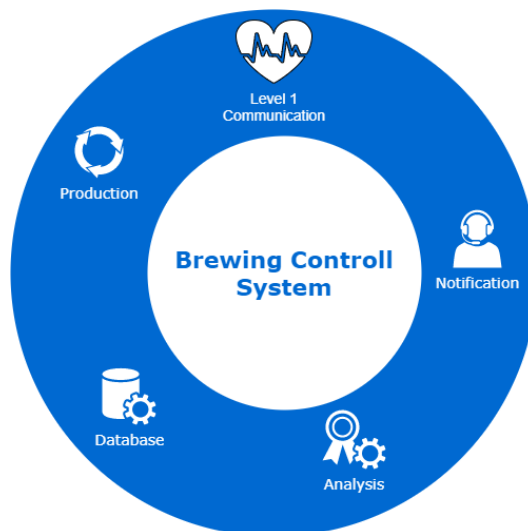 Level 1
Communication
Production
Brewing Controll
System
Notification
Database
Analysis